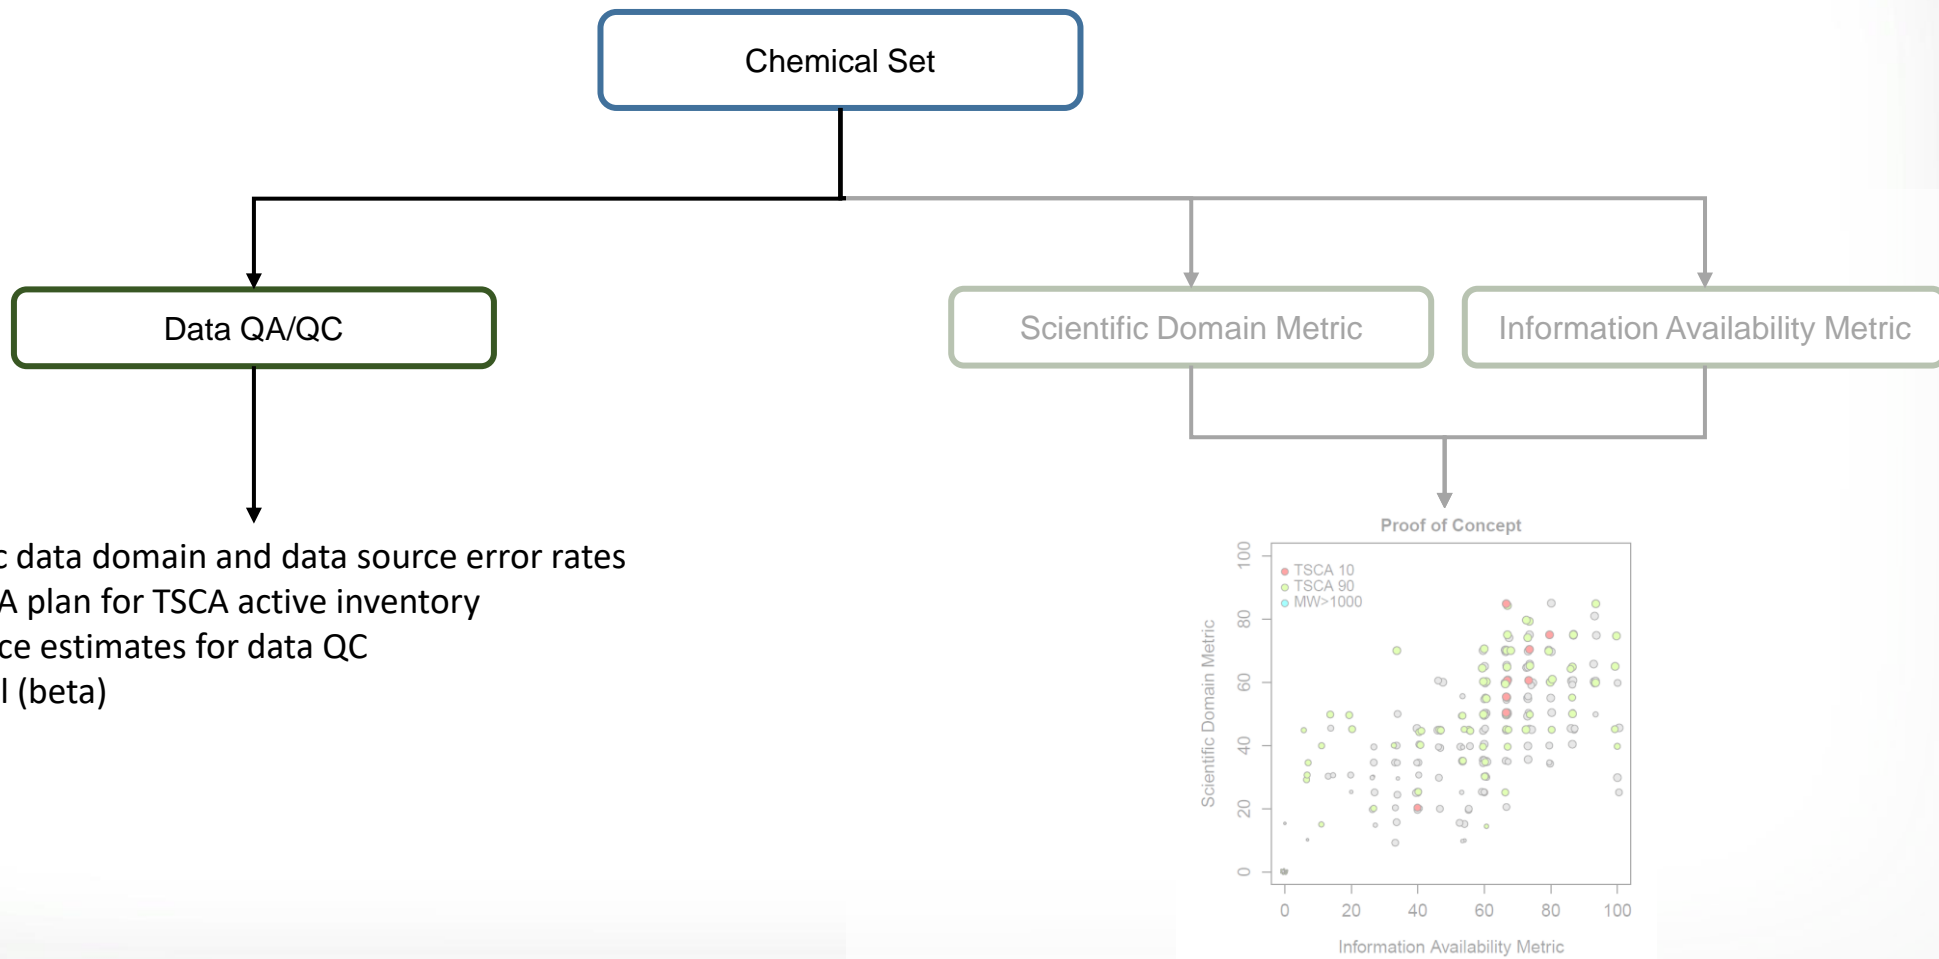 Chemical Set
Data QA/QC
Scientific Domain Metric
Information Availability Metric
c data domain and data source error rates
A plan for TSCA active inventory
ce estimates for data QC
l (beta)
Proof of Concept
TSCA 10
TSCA 90
MW>1000
Scientific Domain Metric
100
80
60
40
20
0
0 20 40 60 80 100
Information Availability Metric